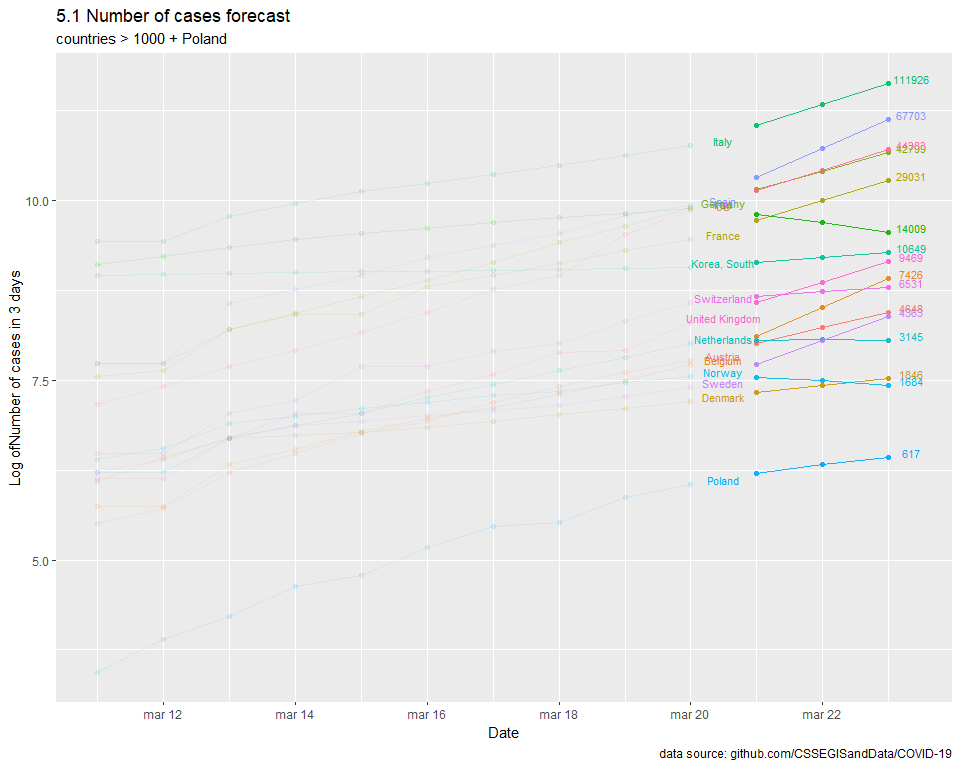 5.1 Number of cases forecast
countries > 1000 + Poland
Log ofNumber of cases in 3 days
10.0
7.5
5.0
111926
67703
42799
29031
14009
10649
9469
7426
6531
4648
3145
1846
1684
617
Italy
Spain
Germany
France
Korea, South
Switzerland
United Kingdom
Netherlands
Austria
Belgium
Norway
Sweden
Denmark
Poland
mar 12
mar 14
mar 16
mar 18
mar 20
mar 22
Date
data source: github.com/CSSEGISandData/COVID-19